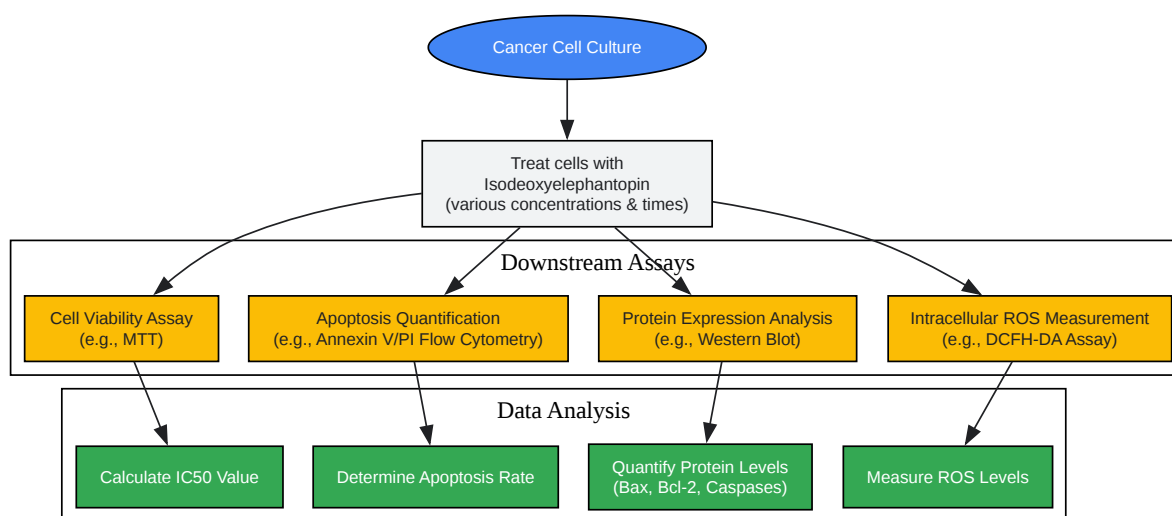 Cancer Cell Culture
Treat cells with
Isodeoxyelephantopin
(various concentrations & times)
Downstream Assays
Cell Viability Assay
(e.g., MTT)
Apoptosis Quantification
(e.g., Annexin V/PI Flow Cytometry)
Protein Expression Analysis
(e.g., Western Blot)
Intracellular ROS Measurement
(e.g., DCFH-DA Assay)
Data Analysis
Calculate IC50 Value
Determine Apoptosis Rate
Quantify Protein Levels
(Bax, Bcl-2, Caspases)
Measure ROS Levels